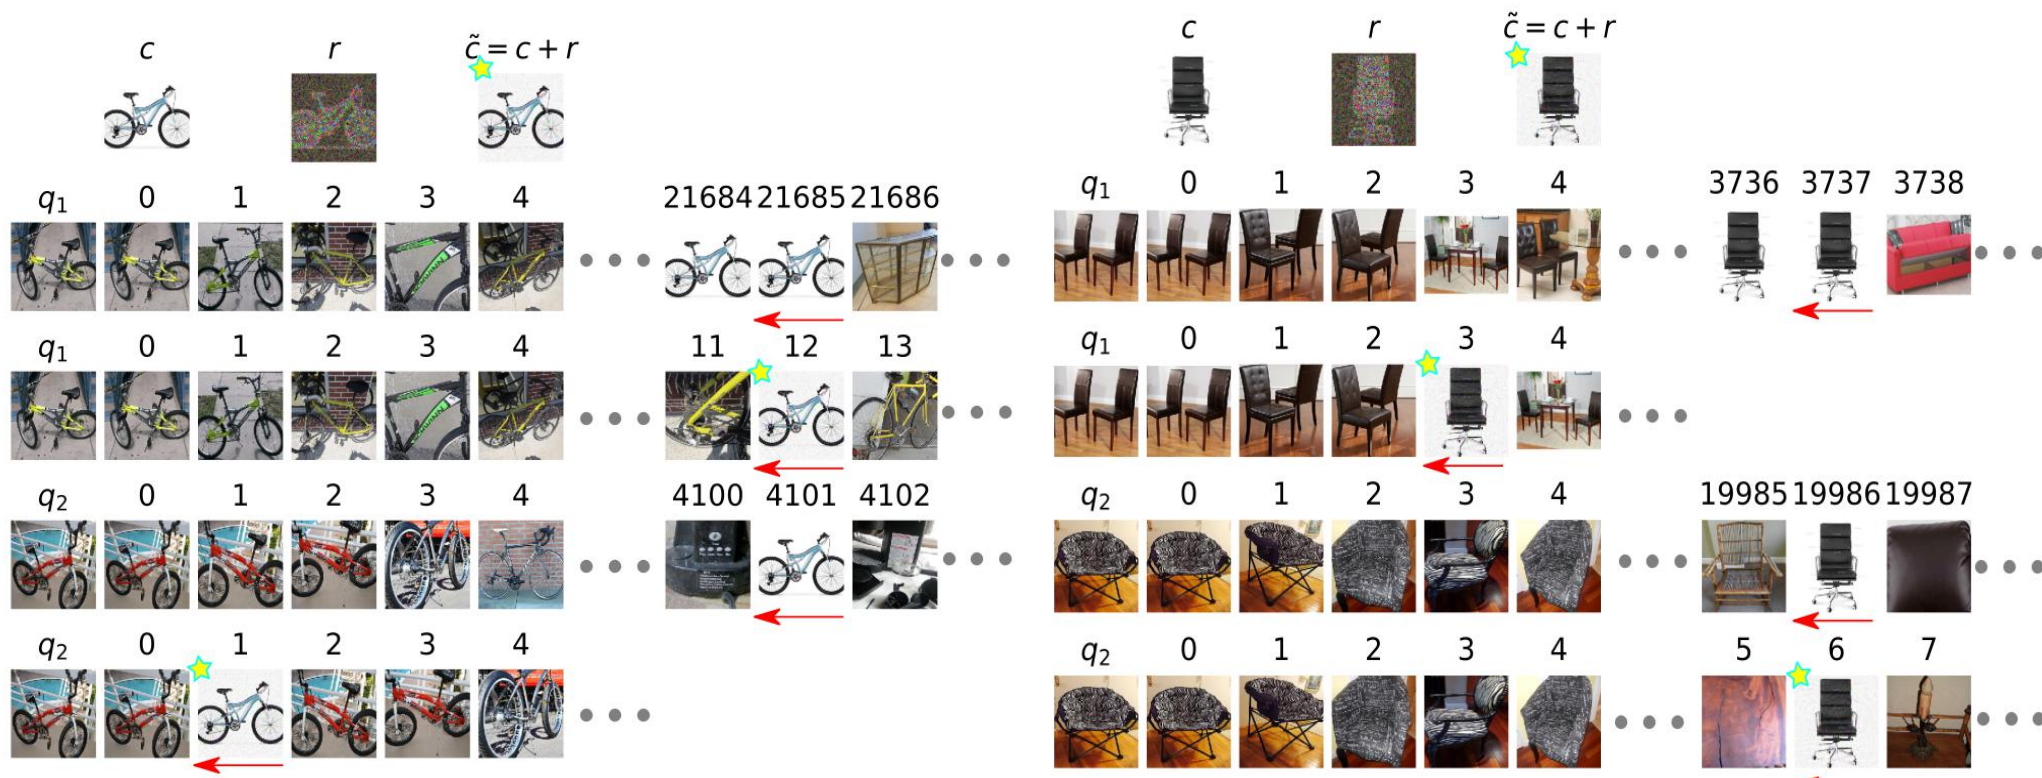 c r c̃ = c + r
q₁ 0 1 2 3 4 21684 21685 21686
q₁ 0 1 2 3 4 11 12 13
q₂ 0 1 2 3 4 4100 4101 4102
q₂ 0 1 2 3 4
c r c̃ = c + r
q₁ 0 1 2 3 4 3736 3737 3738
q₁ 0 1 2 3 4
q₂ 0 1 2 3 4 19985 19986 19987
q₂ 0 1 2 3 4 5 6 7